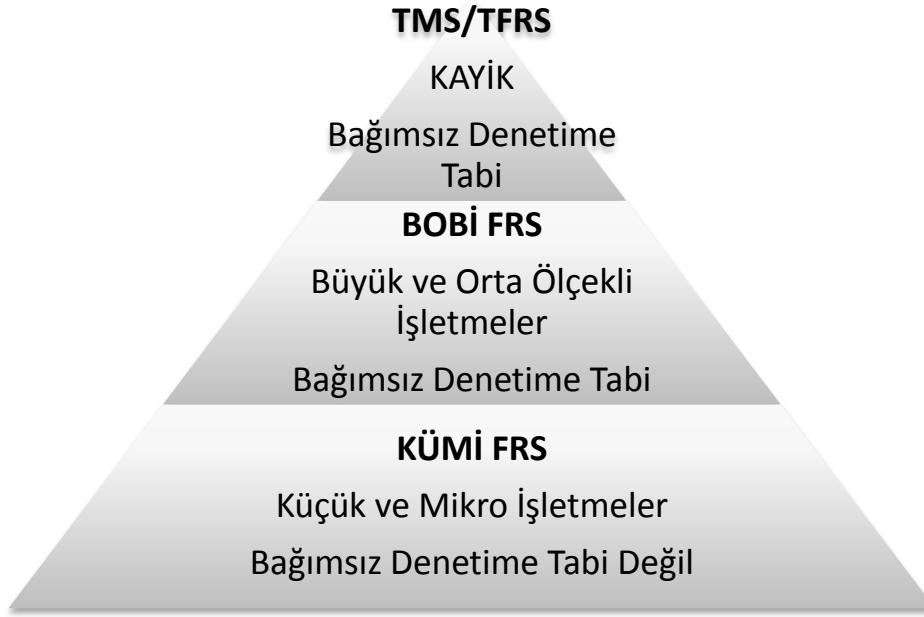 TMS/TFRS
KAYİK
Bağımsız Denetime
Tabi
BOBİ FRS
Büyük ve Orta Ölçekli
İşletmeler
Bağımsız Denetime Tabi
KÜMİ FRS
Küçük ve Mikro İşletmeler
Bağımsız Denetime Tabi Değil